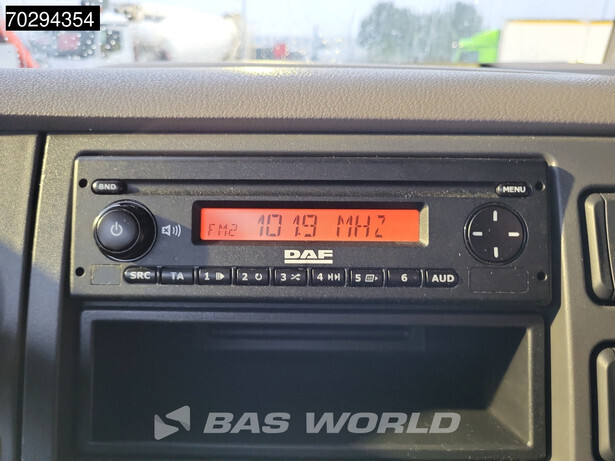 70294354
BND
MENU
FM2 101.9 MHZ
DAF
SRC TA 1 2 3 4 5 6 AUD
BAS WORLD